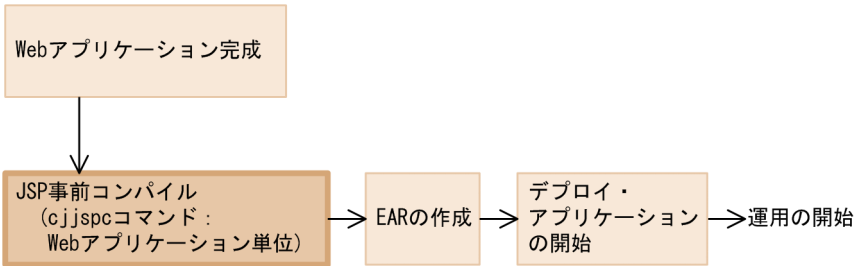 Webアプリケーション完成
JSP事前コンパイル
(cjjspcコマンド：
Webアプリケーション単位)
EARの作成
デプロイ・
アプリケーション
の開始
運用の開始